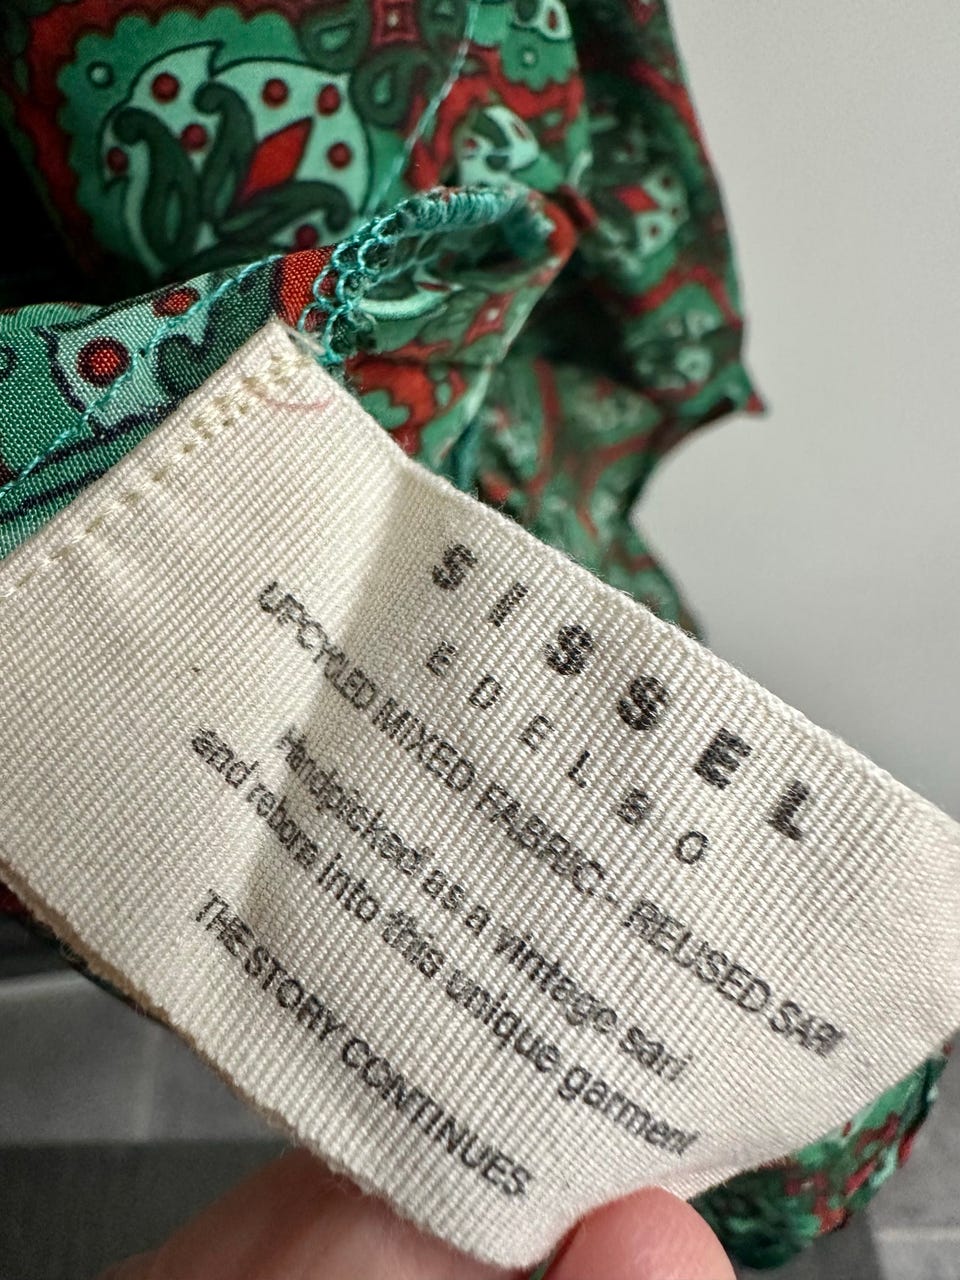 SISSEL
EDELSO
UPCYCLED MIXED FABRIC - REUSED SARI
Handpicked as a vintage sari
and reborn into this unique garment
THE STORY CONTINUES